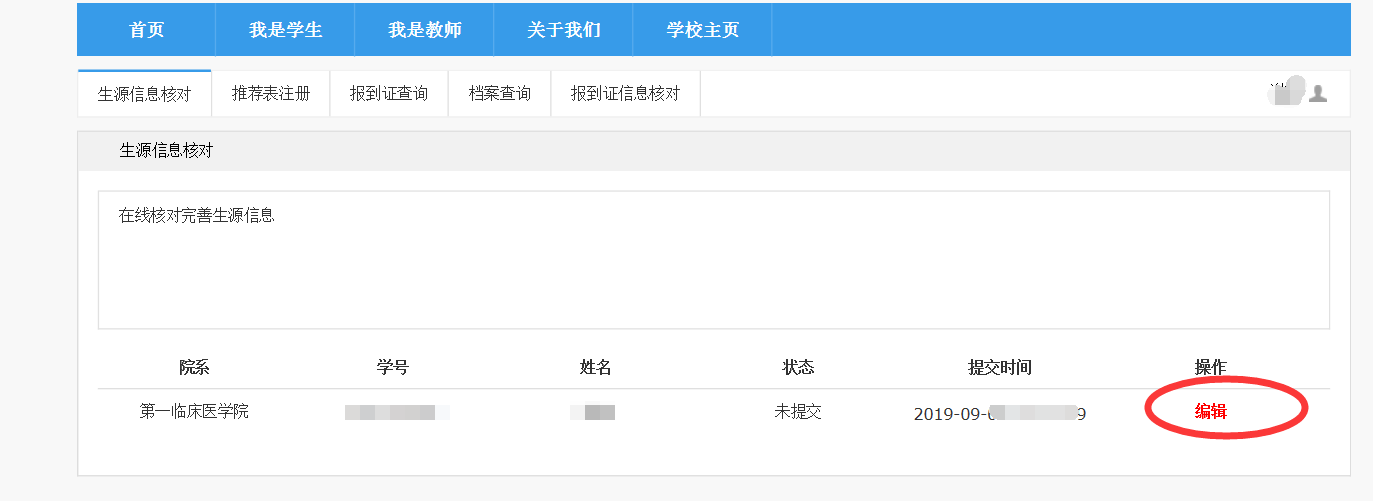 首页 我是学生 我是教师 关于我们 学校主页
生源信息核对 推荐表注册 报到证查询 档案查询 报到证信息核对
生源信息核对
在线核对完善生源信息
院系 学号 姓名 状态 提交时间 操作
第一临床医学院 未提交 2019-09- 9 编辑